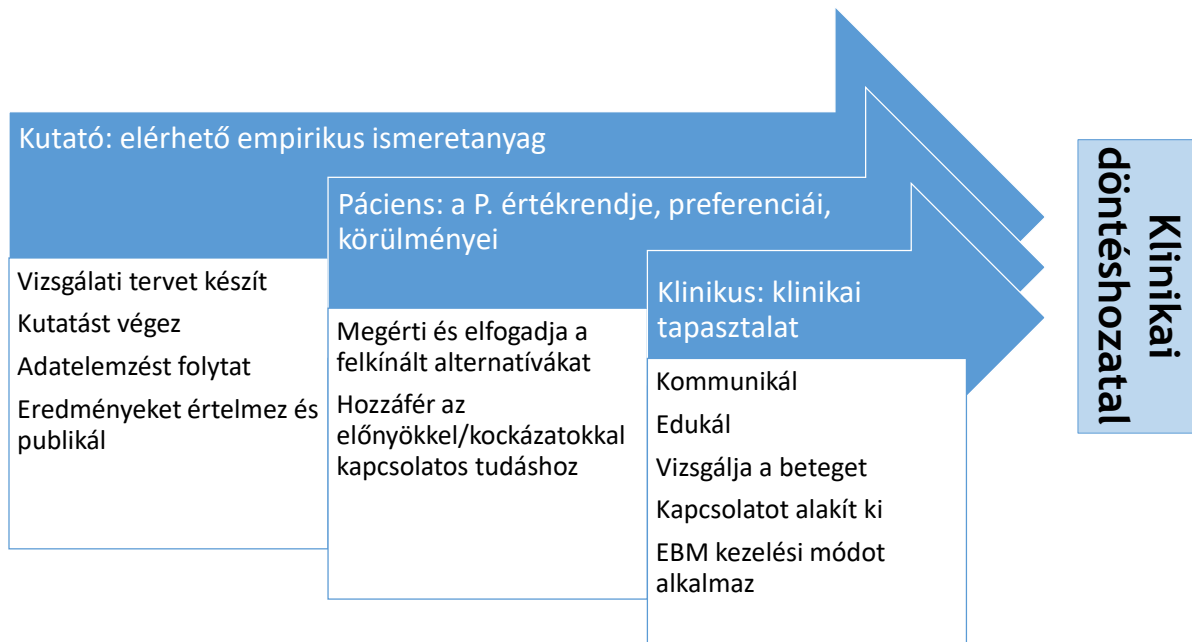 Kutató: elérhető empirikus ismeretanyag
Vizsgálati tervet készít
Kutatást végez
Adatelemzést folytat
Eredményeket értelmez és
publikál
Páciens: a P. értékrendje, preferenciái,
körülményei
Megérti és elfogadja a
felkínált alternatívákat
Hozzáfér az
előnyökkel/kockázatokkal
kapcsolatos tudáshoz
Klinikus: klinikai
tapasztalat
Kommunikál
Edukál
Vizsgálja a beteget
Kapcsolatot alakít ki
EBM kezelési módot
alkalmaz
Klinikai
döntéshozatal